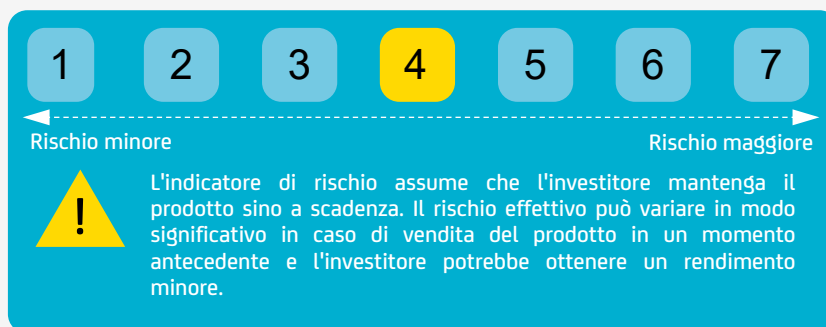 1 2 3 4 5 6 7
Rischio minore Rischio maggiore
!
L'indicatore di rischio assume che l'investitore mantenga il
prodotto sino a scadenza. Il rischio effettivo può variare in modo
significativo in caso di vendita del prodotto in un momento
antecedente e l'investitore potrebbe ottenere un rendimento
minore.